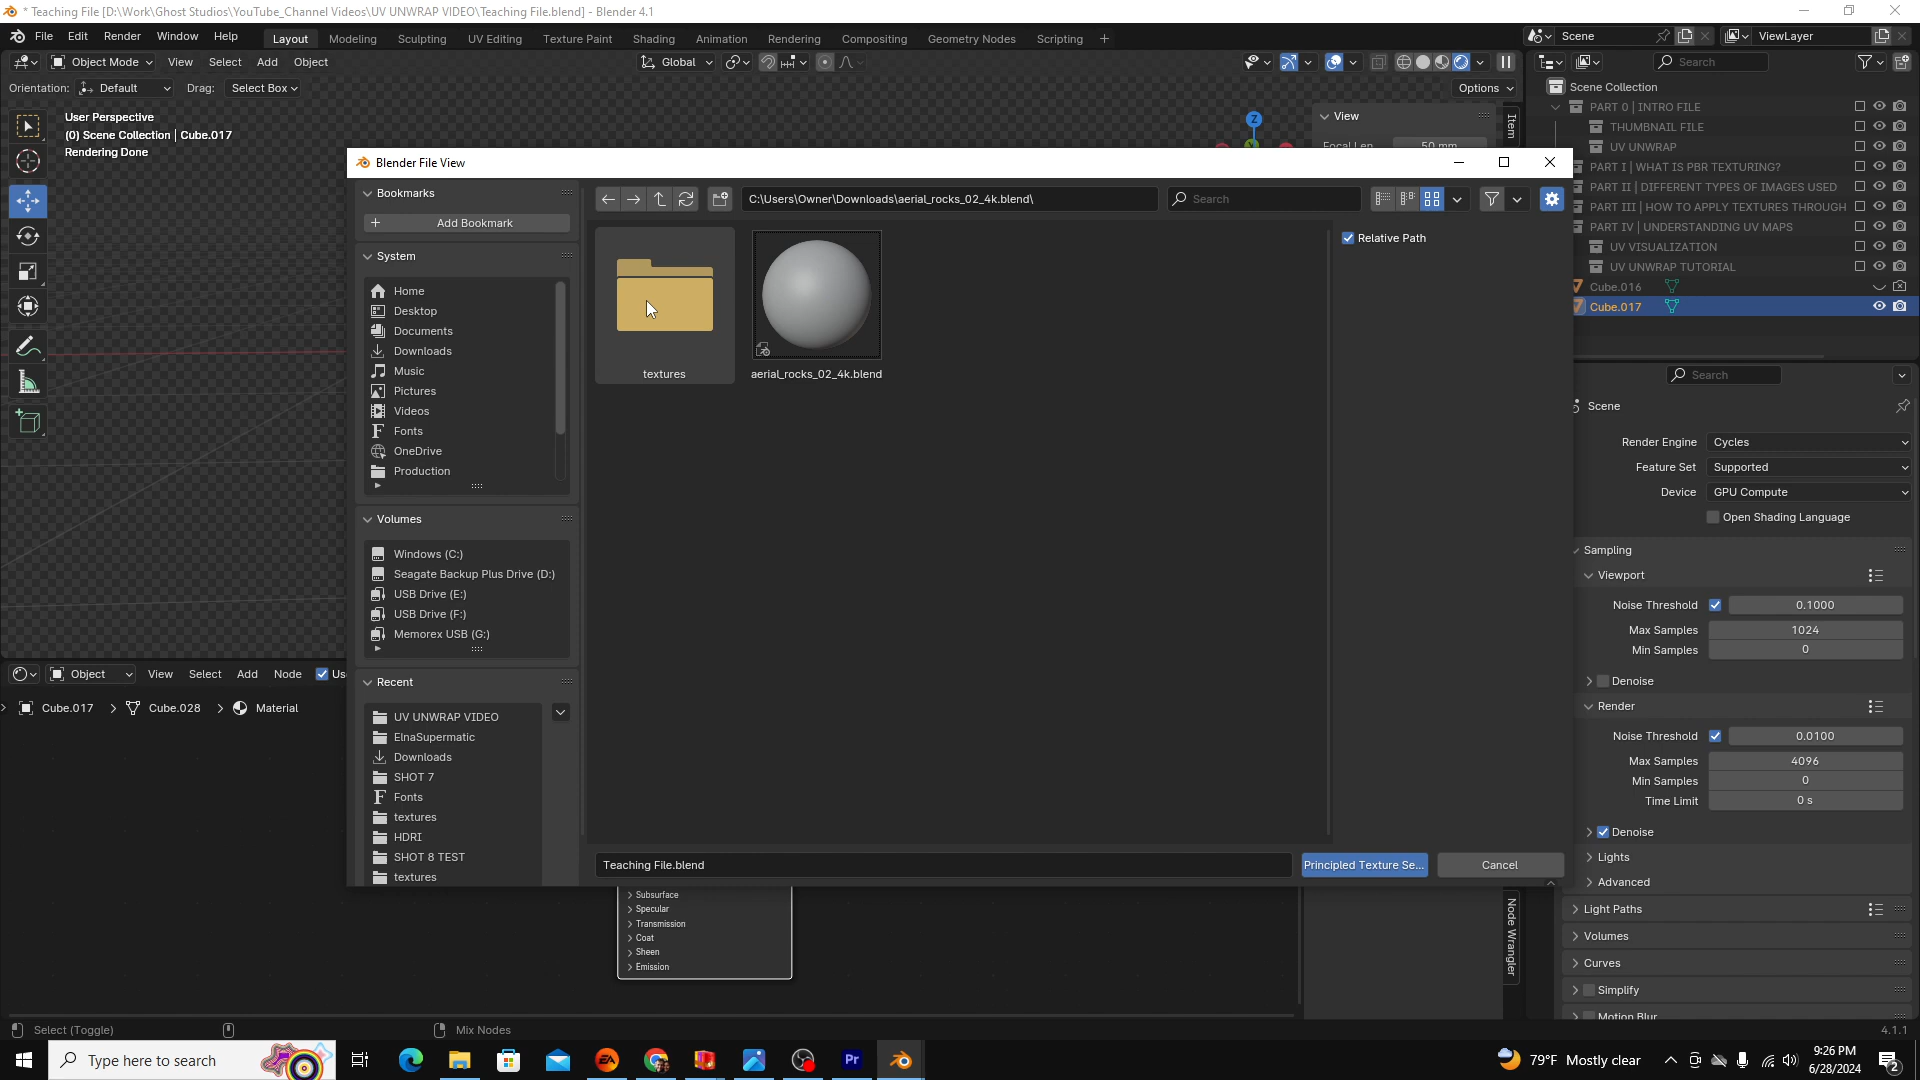 * Teaching File [D:\Work\Ghost Studios\YouTube_Channel Videos\UV UNWRAP VIDEO\Teaching File.blend] - Blender 4.1
File Edit Render Window Help Layout Modeling Sculpting UV Editing Texture Paint Shading Animation Rendering Compositing Geometry Nodes Scripting + Scene ViewLayer
Object Mode View Select Add Object Global Search
Orientation: Default Drag: Select Box Options
User Perspective
(0) Scene Collection | Cube.017
Rendering Done
Z
View
Item
Focal Len 50 mm
Scene Collection
PART 0 | INTRO FILE
THUMBNAIL FILE
UV UNWRAP
PART I | WHAT IS PBR TEXTURING?
PART II | DIFFERENT TYPES OF IMAGES USED
PART III | HOW TO APPLY TEXTURES THROUGH
PART IV | UNDERSTANDING UV MAPS
UV VISUALIZATION
UV UNWRAP TUTORIAL
Cube.016
Cube.017
Blender File View
Bookmarks
Add Bookmark
System
Home
Desktop
Documents
Downloads
Music
Pictures
Videos
Fonts
OneDrive
Production
Volumes
Windows (C:)
Seagate Backup Plus Drive (D:)
USB Drive (E:)
USB Drive (F:)
Memorex USB (G:)
Recent
UV UNWRAP VIDEO
ElnaSupermatic
Downloads
SHOT 7
Fonts
textures
HDRI
SHOT 8 TEST
textures
C:\Users\Owner\Downloads\aerial_rocks_02_4k.blend\
Search
Relative Path
textures
aerial_rocks_02_4k.blend
Teaching File.blend
Principled Texture Se...
Cancel
Search
Scene
Render Engine Cycles
Feature Set Supported
Device GPU Compute
Open Shading Language
Sampling
Viewport
Noise Threshold 0.1000
Max Samples 1024
Min Samples 0
Denoise
Render
Noise Threshold 0.0100
Max Samples 4096
Min Samples 0
Time Limit 0 s
Denoise
Lights
Advanced
Light Paths
Volumes
Curves
Simplify
Motion Blur
Object View Select Add Node Us
Cube.017 Cube.028 Material
Subsurface
Specular
Transmission
Coat
Sheen
Emission
Node Wrangler
Select (Toggle) Mix Nodes 4.1.1
Type here to search
EA
Pr
79°F Mostly clear
9:26 PM
6/28/2024
2